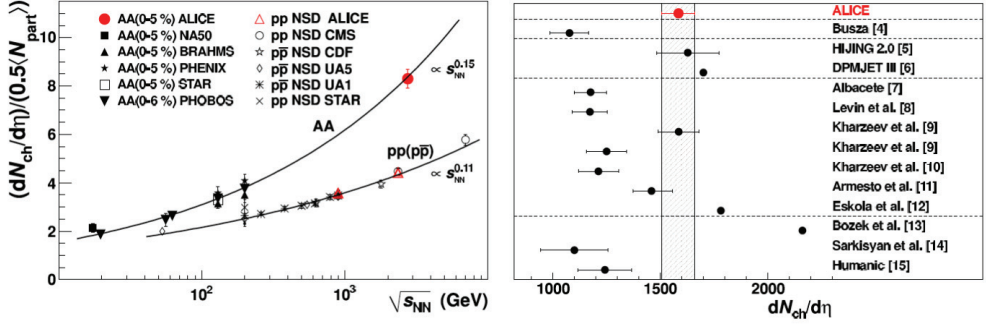 (dN_ch/dη)/(0.5⟨N_part⟩)
10
8
6
4
2
0
AA(0-5 %) ALICE
AA(0-5 %) NA50
AA(0-5 %) BRAHMS
AA(0-5 %) PHENIX
AA(0-5 %) STAR
AA(0-6 %) PHOBOS
pp NSD ALICE
pp NSD CMS
pp̅ NSD CDF
pp̅ NSD UA5
pp̅ NSD UA1
pp NSD STAR
∝ s_NN^0.15
AA
pp(pp̅)
∝ s_NN^0.11
10²
10³
√s_NN (GeV)
ALICE
Busza [4]
HIJING 2.0 [5]
DPMJET III [6]
Albacete [7]
Levin et al. [8]
Kharzeev et al. [9]
Kharzeev et al. [9]
Kharzeev et al. [10]
Armesto et al. [11]
Eskola et al. [12]
Bozek et al. [13]
Sarkisyan et al. [14]
Humanic [15]
1000
1500
2000
dN_ch/dη